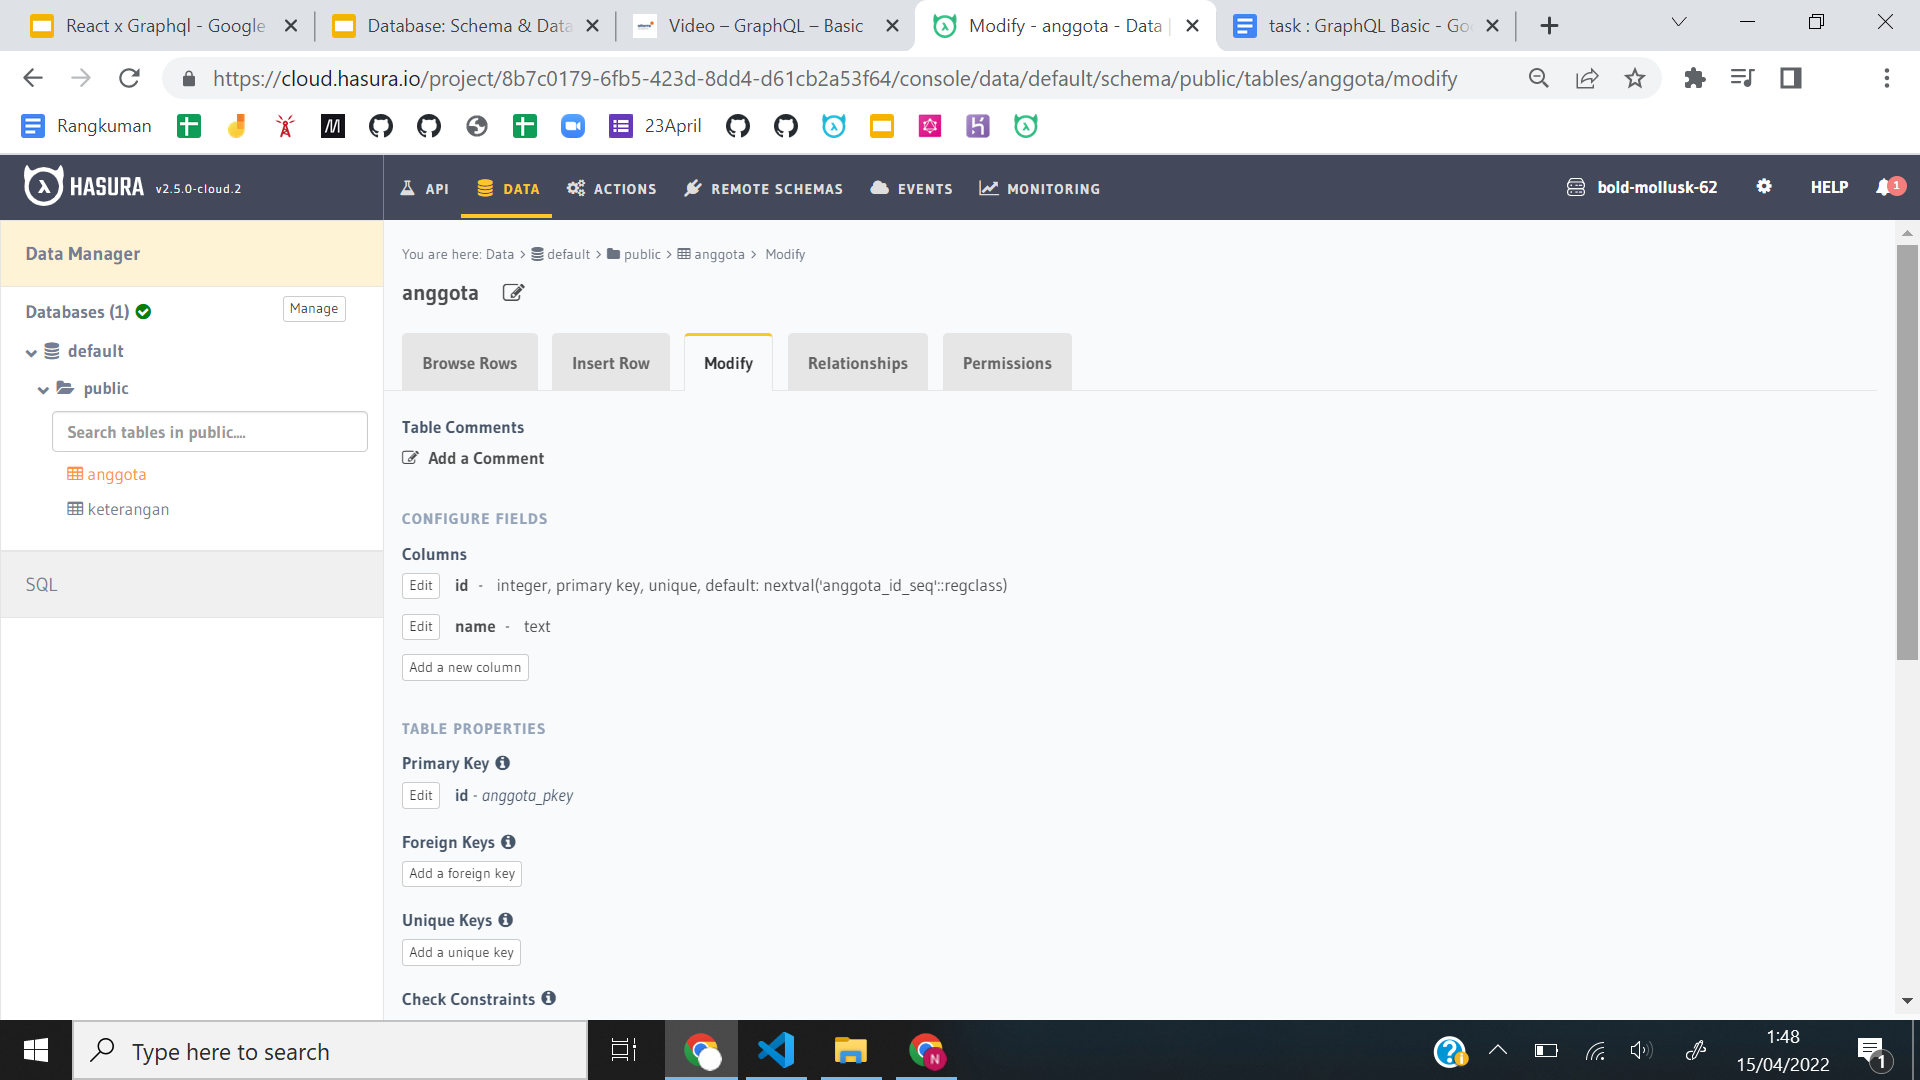 React x Graphql - Google
Database: Schema & Data
Video – GraphQL – Basic
Modify - anggota - Data |
task : GraphQL Basic - Go
https://cloud.hasura.io/project/8b7c0179-6fb5-423d-8dd4-d61cb2a53f64/console/data/default/schema/public/tables/anggota/modify
Rangkuman
23April
HASURA v2.5.0-cloud.2
API
DATA
ACTIONS
REMOTE SCHEMAS
EVENTS
MONITORING
bold-mollusk-62
HELP
1
Data Manager
Databases (1)
Manage
default
public
Search tables in public....
anggota
keterangan
SQL
You are here: Data > default > public > anggota > Modify
anggota
Browse Rows
Insert Row
Modify
Relationships
Permissions
Table Comments
Add a Comment
CONFIGURE FIELDS
Columns
Edit id - integer, primary key, unique, default: nextval('anggota_id_seq'::regclass)
Edit name - text
Add a new column
TABLE PROPERTIES
Primary Key
Edit id - anggota_pkey
Foreign Keys
Add a foreign key
Unique Keys
Add a unique key
Check Constraints
Type here to search
N
1:48
15/04/2022
1